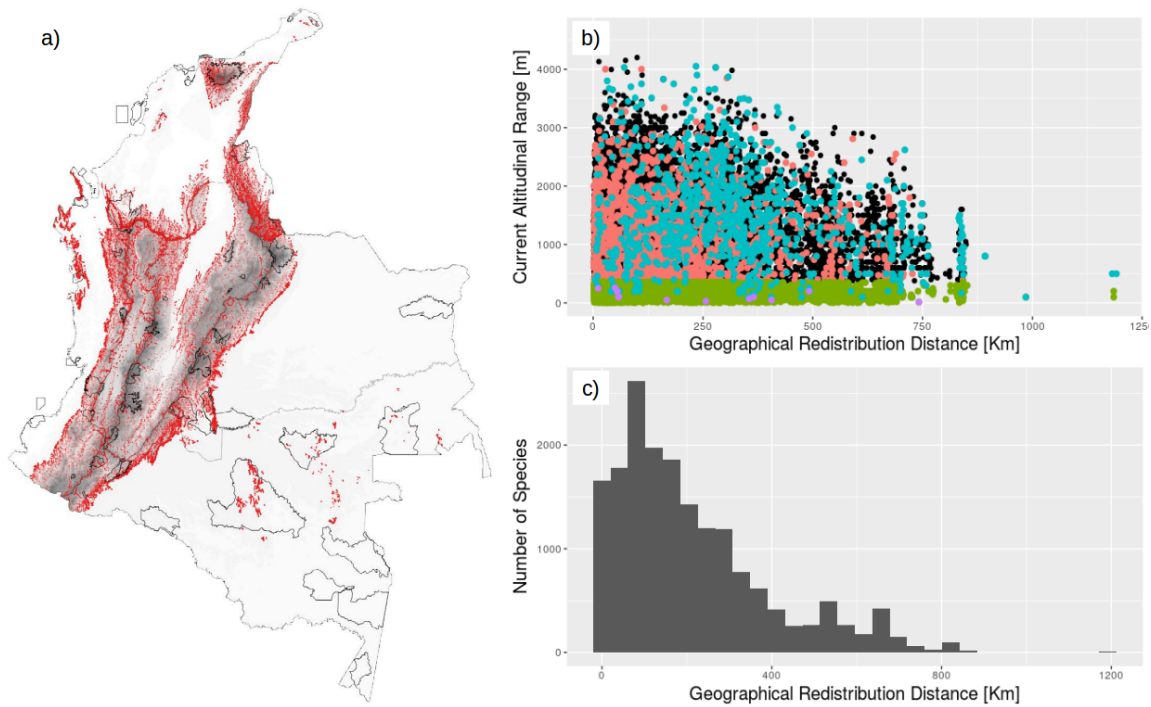 a)
b)
Current Altitudinal Range [m]
4000
3000
2000
1000
0
0 250 500 750 1000 1250
Geographical Redistribution Distance [Km]
c)
Number of Species
2000
1000
0
0 400 800 1200
Geographical Redistribution Distance [Km]